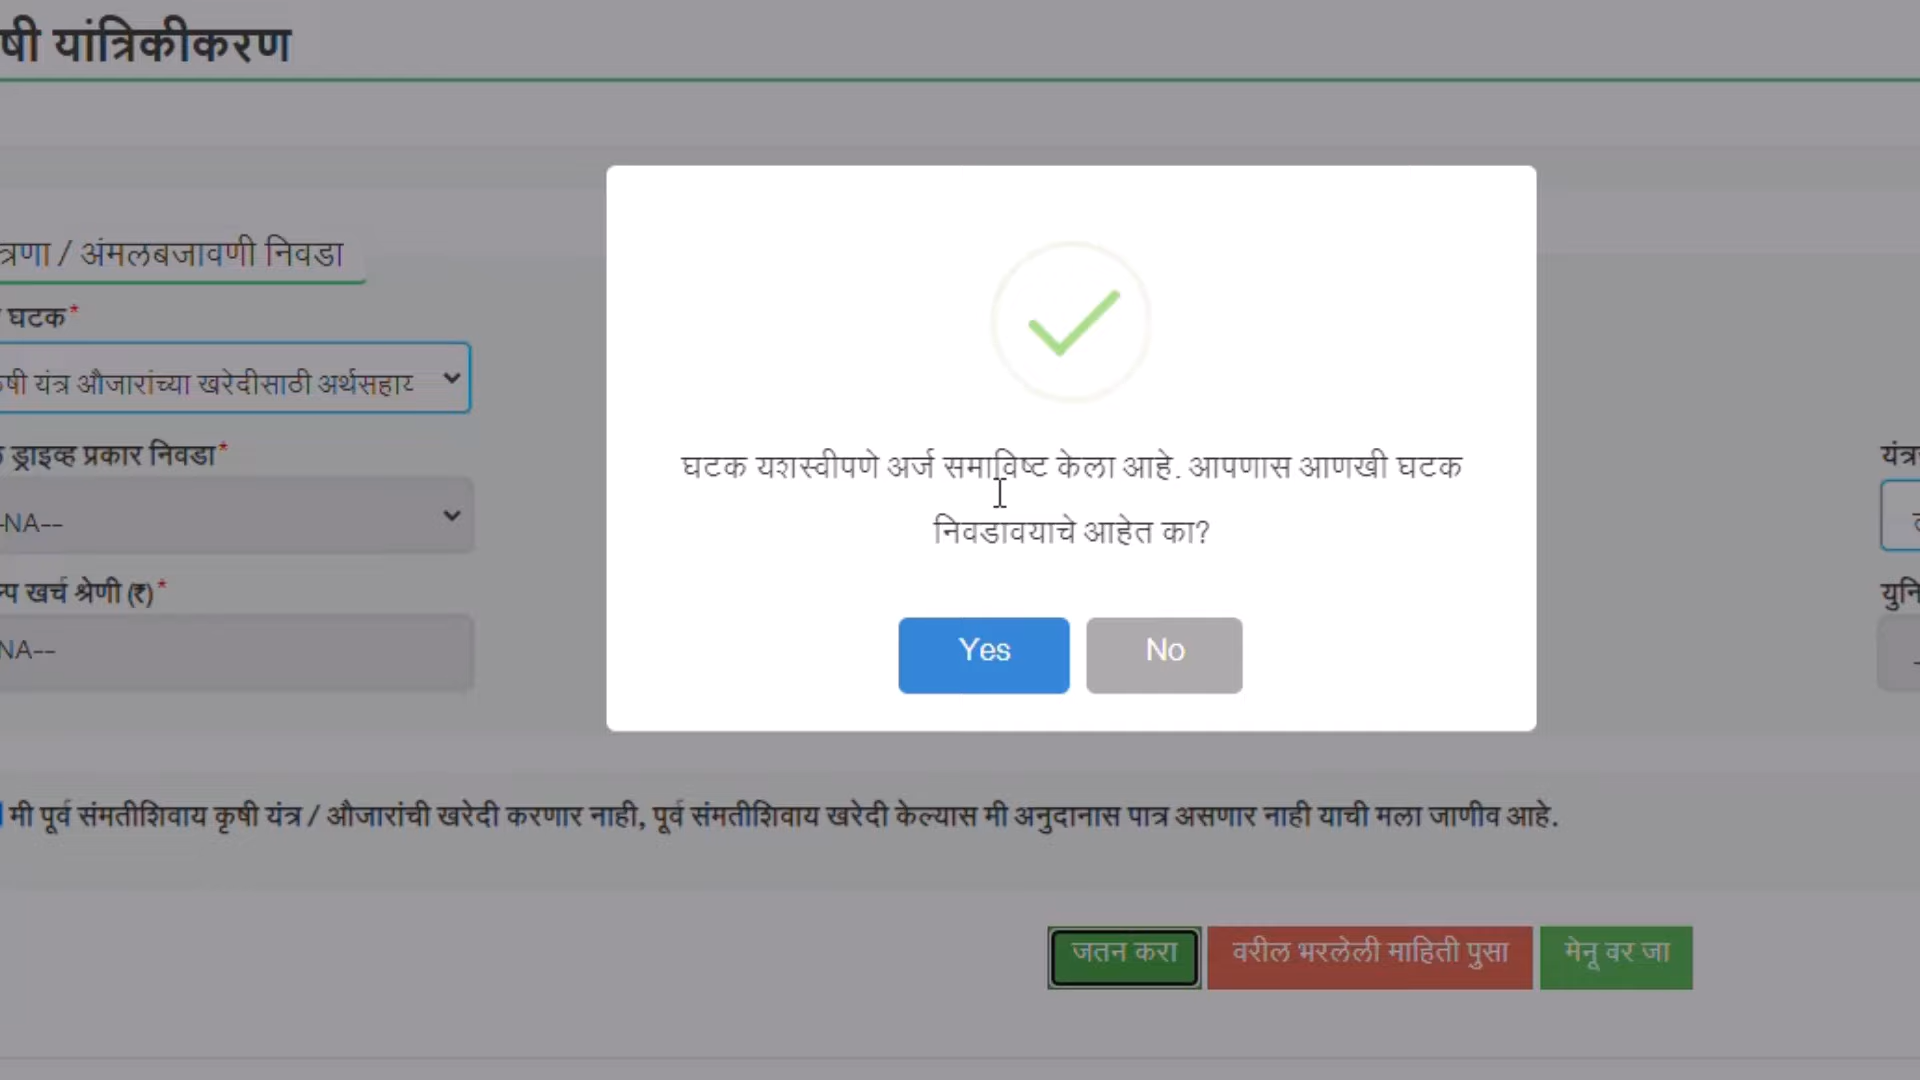 षी यांत्रिकीकरण
त्रणा / अंमलबजावणी निवडा
घटक*
षी यंत्र औजारांच्या खरेदीसाठी अर्थसहाय
ड्राइव्ह प्रकार निवडा*
-NA--
प खर्च श्रेणी (₹)*
NA--
यंत्र
युनि
घटक यशस्वीपणे अर्ज समाविष्ट केला आहे. आपणास आणखी घटक
निवडावयाचे आहेत का?
Yes No
मी पूर्व संमतीशिवाय कृषी यंत्र / औजारांची खरेदी करणार नाही, पूर्व संमतीशिवाय खरेदी केल्यास मी अनुदानास पात्र असणार नाही याची मला जाणीव आहे.
जतन करा वरील भरलेली माहिती पुसा मेनू वर जा